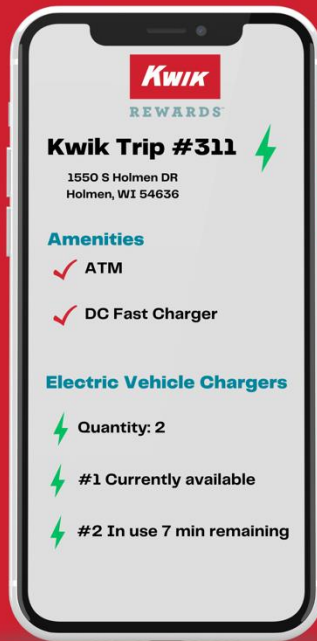 KWIK
REWARDS
Kwik Trip #311
1550 S Holmen DR
Holmen, WI 54636
Amenities
ATM
DC Fast Charger
Electric Vehicle Chargers
Quantity: 2
#1 Currently available
#2 In use 7 min remaining